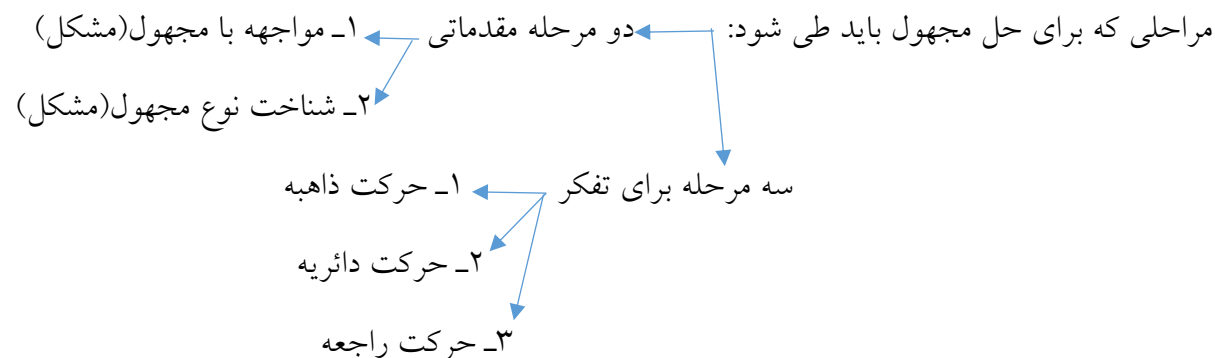 مراحلی که برای حل مجهول باید طی شود: دو مرحله مقدماتی ۱ـ مواجهه با مجهول(مشکل)
۲ـ شناخت نوع مجهول(مشکل)
سه مرحله برای تفکر ۱ـ حرکت ذاهبه
۲ـ حرکت دائریه
۳ـ حرکت راجعه